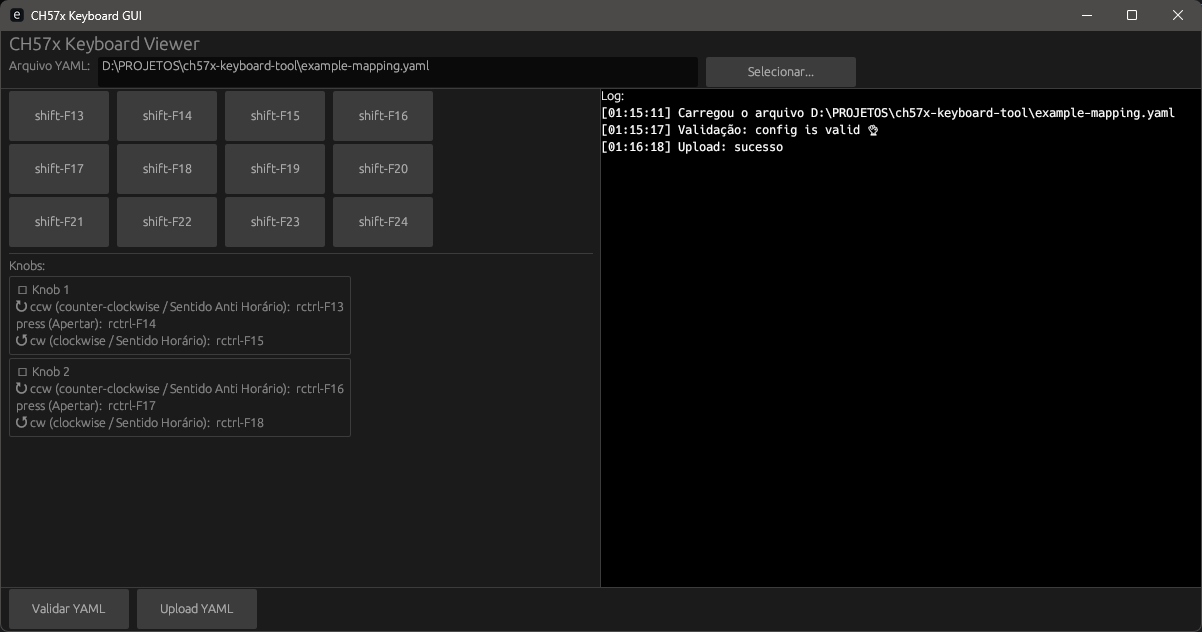 CH57x Keyboard GUI
CH57x Keyboard Viewer
Arquivo YAML: D:\PROJETOS\ch57x-keyboard-tool\example-mapping.yaml Selecionar...
shift-F13 shift-F14 shift-F15 shift-F16
shift-F17 shift-F18 shift-F19 shift-F20
shift-F21 shift-F22 shift-F23 shift-F24
Knobs:
Knob 1
↻ ccw (counter-clockwise / Sentido Anti Horário): rctrl-F13
press (Apertar): rctrl-F14
↺ cw (clockwise / Sentido Horário): rctrl-F15
Knob 2
↻ ccw (counter-clockwise / Sentido Anti Horário): rctrl-F16
press (Apertar): rctrl-F17
↺ cw (clockwise / Sentido Horário): rctrl-F18
Log:
[01:15:11] Carregou o arquivo D:\PROJETOS\ch57x-keyboard-tool\example-mapping.yaml
[01:15:17] Validação: config is valid 👌
[01:16:18] Upload: sucesso
Validar YAML Upload YAML